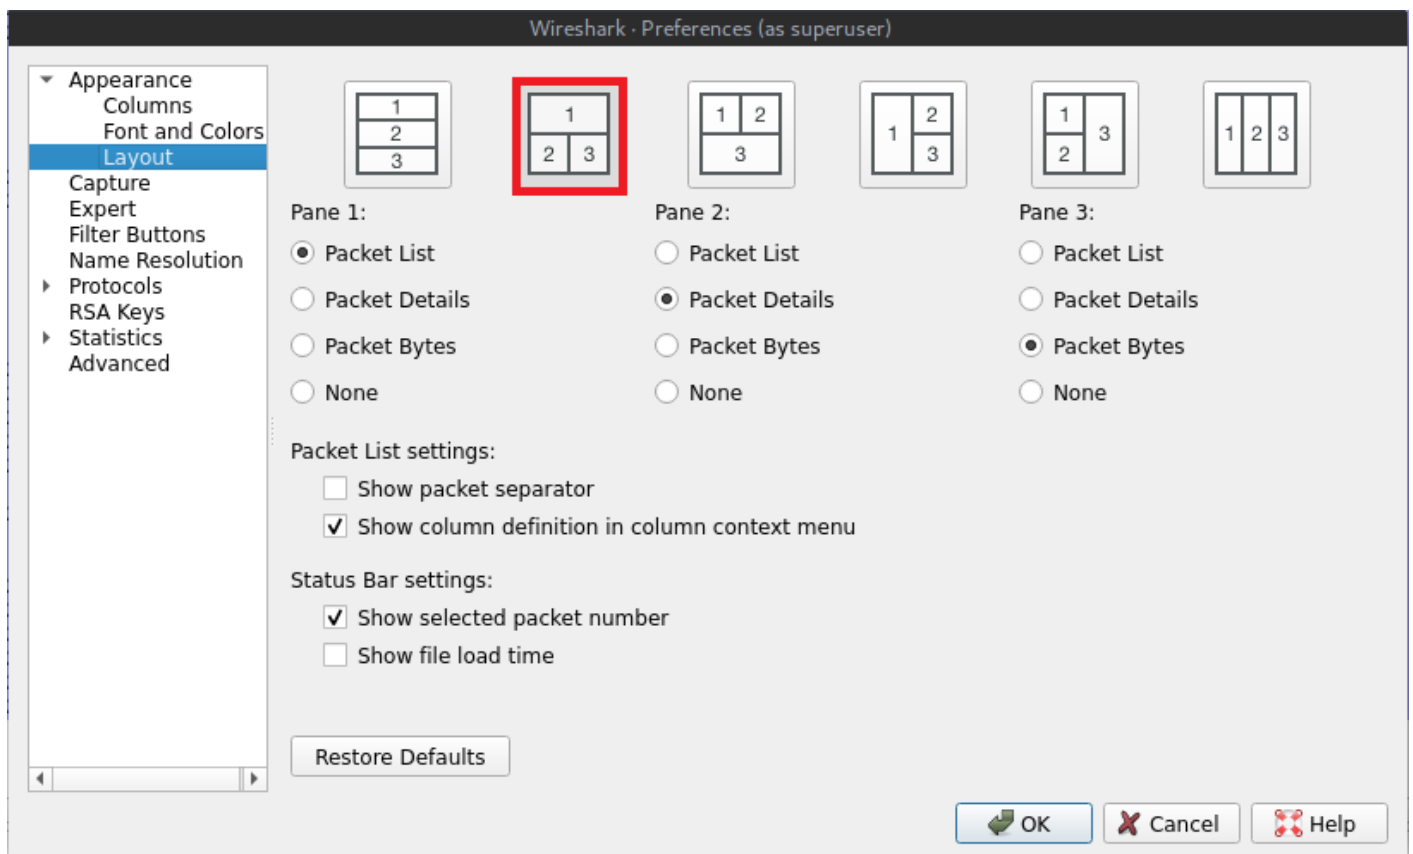 Wireshark · Preferences (as superuser)
Appearance
Columns
Font and Colors
Layout
Capture
Expert
Filter Buttons
Name Resolution
Protocols
RSA Keys
Statistics
Advanced
1
2
3
1
2 3
1 2
3
1
2
3
1
2
3
1 2 3
Pane 1:
Packet List
Packet Details
Packet Bytes
None
Pane 2:
Packet List
Packet Details
Packet Bytes
None
Pane 3:
Packet List
Packet Details
Packet Bytes
None
Packet List settings:
Show packet separator
Show column definition in column context menu
Status Bar settings:
Show selected packet number
Show file load time
Restore Defaults
OK
Cancel
Help